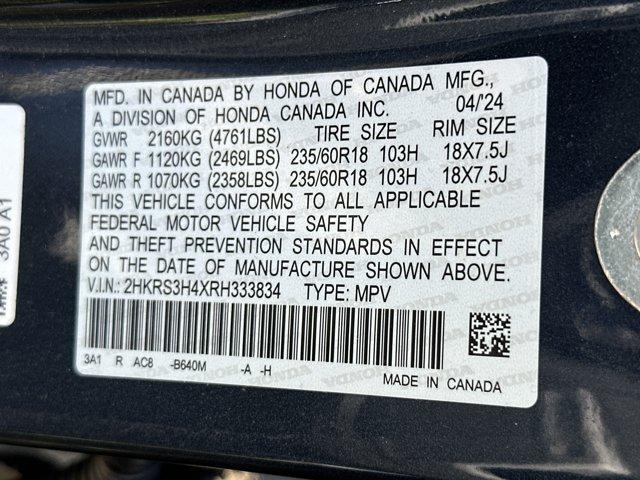 MFD. IN CANADA BY HONDA OF CANADA MFG.,
A DIVISION OF HONDA CANADA INC. 04/'24
GVWR 2160KG (4761LBS) TIRE SIZE RIM SIZE
GAWR F 1120KG (2469LBS) 235/60R18 103H 18X7.5J
GAWR R 1070KG (2358LBS) 235/60R18 103H 18X7.5J
THIS VEHICLE CONFORMS TO ALL APPLICABLE
FEDERAL MOTOR VEHICLE SAFETY
AND THEFT PREVENTION STANDARDS IN EFFECT
ON THE DATE OF MANUFACTURE SHOWN ABOVE.
V.I.N.: 2HKRS3H4XRH333834 TYPE: MPV
3A1 R AC8 -B640M -A -H
MADE IN CANADA
3A0 A1